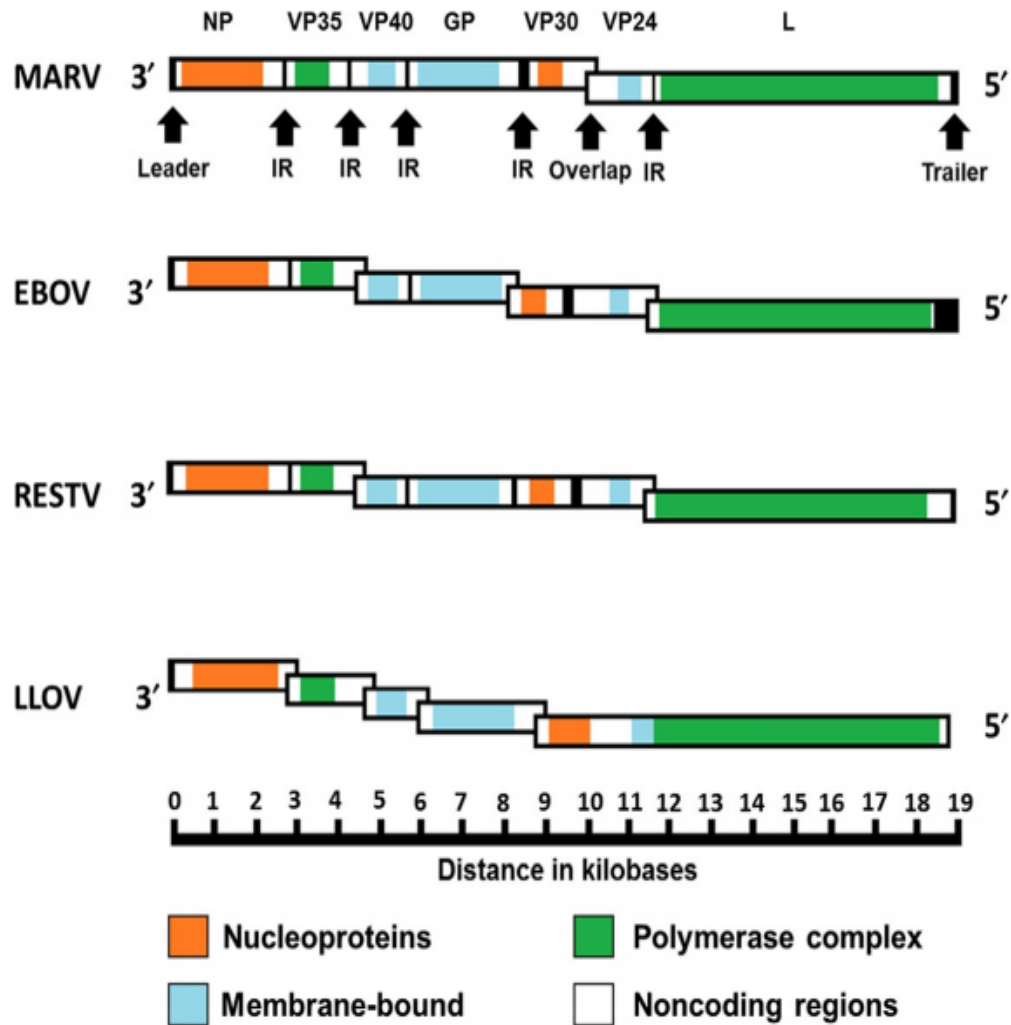 NP VP35 VP40 GP VP30 VP24 L
MARV 3′ 5′
Leader IR IR IR IR Overlap IR Trailer
EBOV 3′ 5′
RESTV 3′ 5′
LLOV 3′ 5′
0 1 2 3 4 5 6 7 8 9 10 11 12 13 14 15 16 17 18 19
Distance in kilobases
Nucleoproteins Polymerase complex
Membrane-bound Noncoding regions